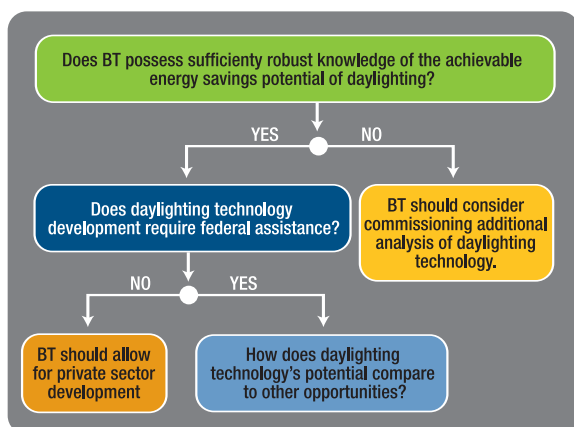 Does BT possess sufficienty robust knowledge of the achievable
energy savings potential of daylighting?
YES
NO
Does daylighting technology
development require federal assistance?
BT should consider
commissioning additional
analysis of daylighting
technology.
NO
YES
BT should allow
for private sector
development
How does daylighting
technology's potential compare
to other opportunities?